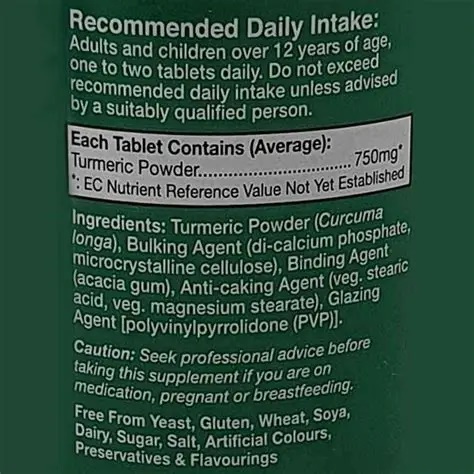 Recommended Daily Intake:
Adults and children over 12 years of age,
one to two tablets daily. Do not exceed
recommended daily intake unless advised
by a suitably qualified person.
Each Tablet Contains (Average):
Turmeric Powder........................... 750mg*
*: EC Nutrient Reference Value Not Yet Established
Ingredients: Turmeric Powder (Curcuma
longa), Bulking Agent (di-calcium phosphate,
microcrystalline cellulose), Binding Agent
(acacia gum), Anti-caking Agent (veg. stearic
acid, veg. magnesium stearate), Glazing
Agent [polyvinylpyrrolidone (PVP)].
Caution: Seek professional advice before
taking this supplement if you are on
medication, pregnant or breastfeeding.
Free From Yeast, Gluten, Wheat, Soya,
Dairy, Sugar, Salt, Artificial Colours,
Preservatives & Flavourings